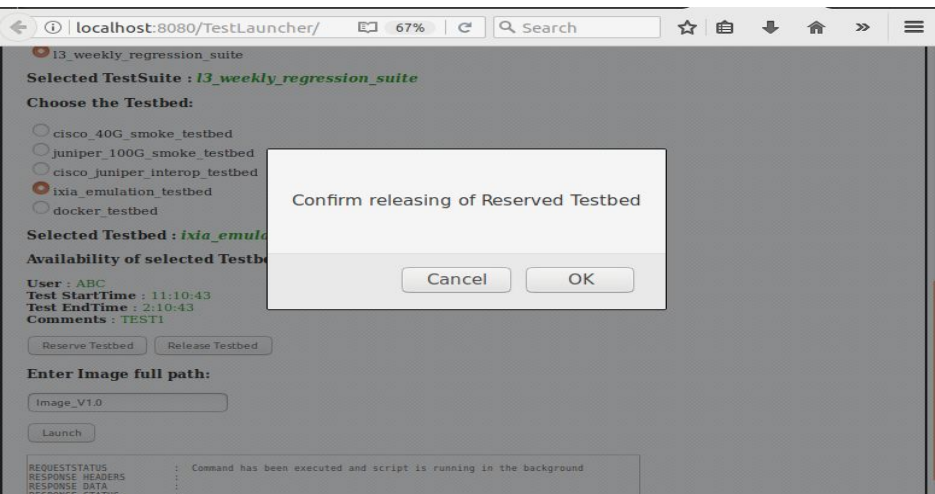 localhost:8080/TestLauncher/ 67% Search
l3_weekly_regression_suite
Selected TestSuite : l3_weekly_regression_suite
Choose the Testbed:
cisco_40G_smoke_testbed
juniper_100G_smoke_testbed
cisco_juniper_interop_testbed
ixia_emulation_testbed
docker_testbed
Selected Testbed : ixia_emula
Availability of selected Testbe
User : ABC
Test StartTime : 11:10:43
Test EndTime : 2:10:43
Comments : TEST1
Reserve Testbed Release Testbed
Confirm releasing of Reserved Testbed
Cancel OK
Enter Image full path:
Image_V1.0
Launch
REQUESTSTATUS : Command has been executed and script is running in the background
RESPONSE HEADERS :
RESPONSE DATA :
RESPONSE STATUS